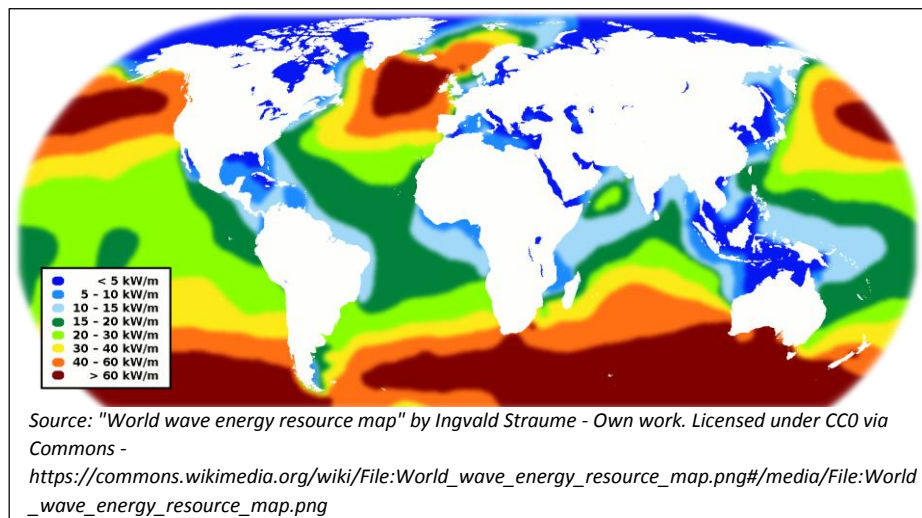 < 5 kW/m
5 - 10 kW/m
10 - 15 kW/m
15 - 20 kW/m
20 - 30 kW/m
30 - 40 kW/m
40 - 60 kW/m
> 60 kW/m
Source: "World wave energy resource map" by Ingvald Straume - Own work. Licensed under CC0 via
Commons -
https://commons.wikimedia.org/wiki/File:World_wave_energy_resource_map.png#/media/File:World
_wave_energy_resource_map.png